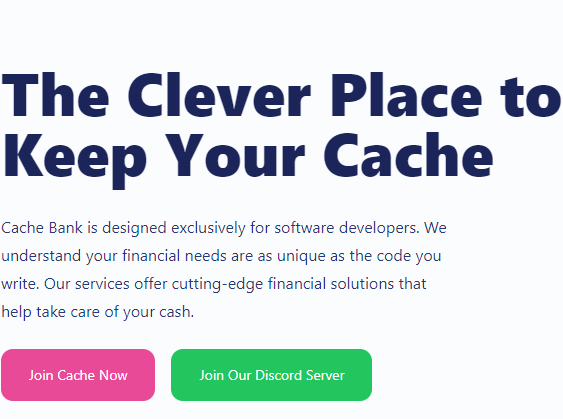 The Clever Place to
Keep Your Cache
Cache Bank is designed exclusively for software developers. We
understand your financial needs are as unique as the code you
write. Our services offer cutting-edge financial solutions that
help take care of your cash.
Join Cache Now
Join Our Discord Server